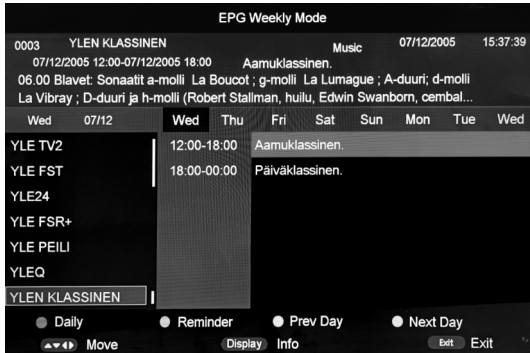 EPG Weekly Mode
0003 YLEN KLASSINEN Music 07/12/2005 15:37:39
07/12/2005 12:00-07/12/2005 18:00 Aamuklassinen.
06.00 Blavet: Sonaatit a-molli La Boucot ; g-molli La Lumague ; A-duuri; d-molli
La Vibray ; D-duuri ja h-molli (Robert Stallman, huilu, Edwin Swanborn, cembal...
Wed 07/12 Wed Thu Fri Sat Sun Mon Tue Wed
YLE TV2 12:00-18:00 Aamuklassinen.
YLE FST 18:00-00:00 Päiväklassinen.
YLE24
YLE FSR+
YLE PEILI
YLEQ
YLEN KLASSINEN
Daily Reminder Prev Day Next Day
Move Display Info Exit Exit